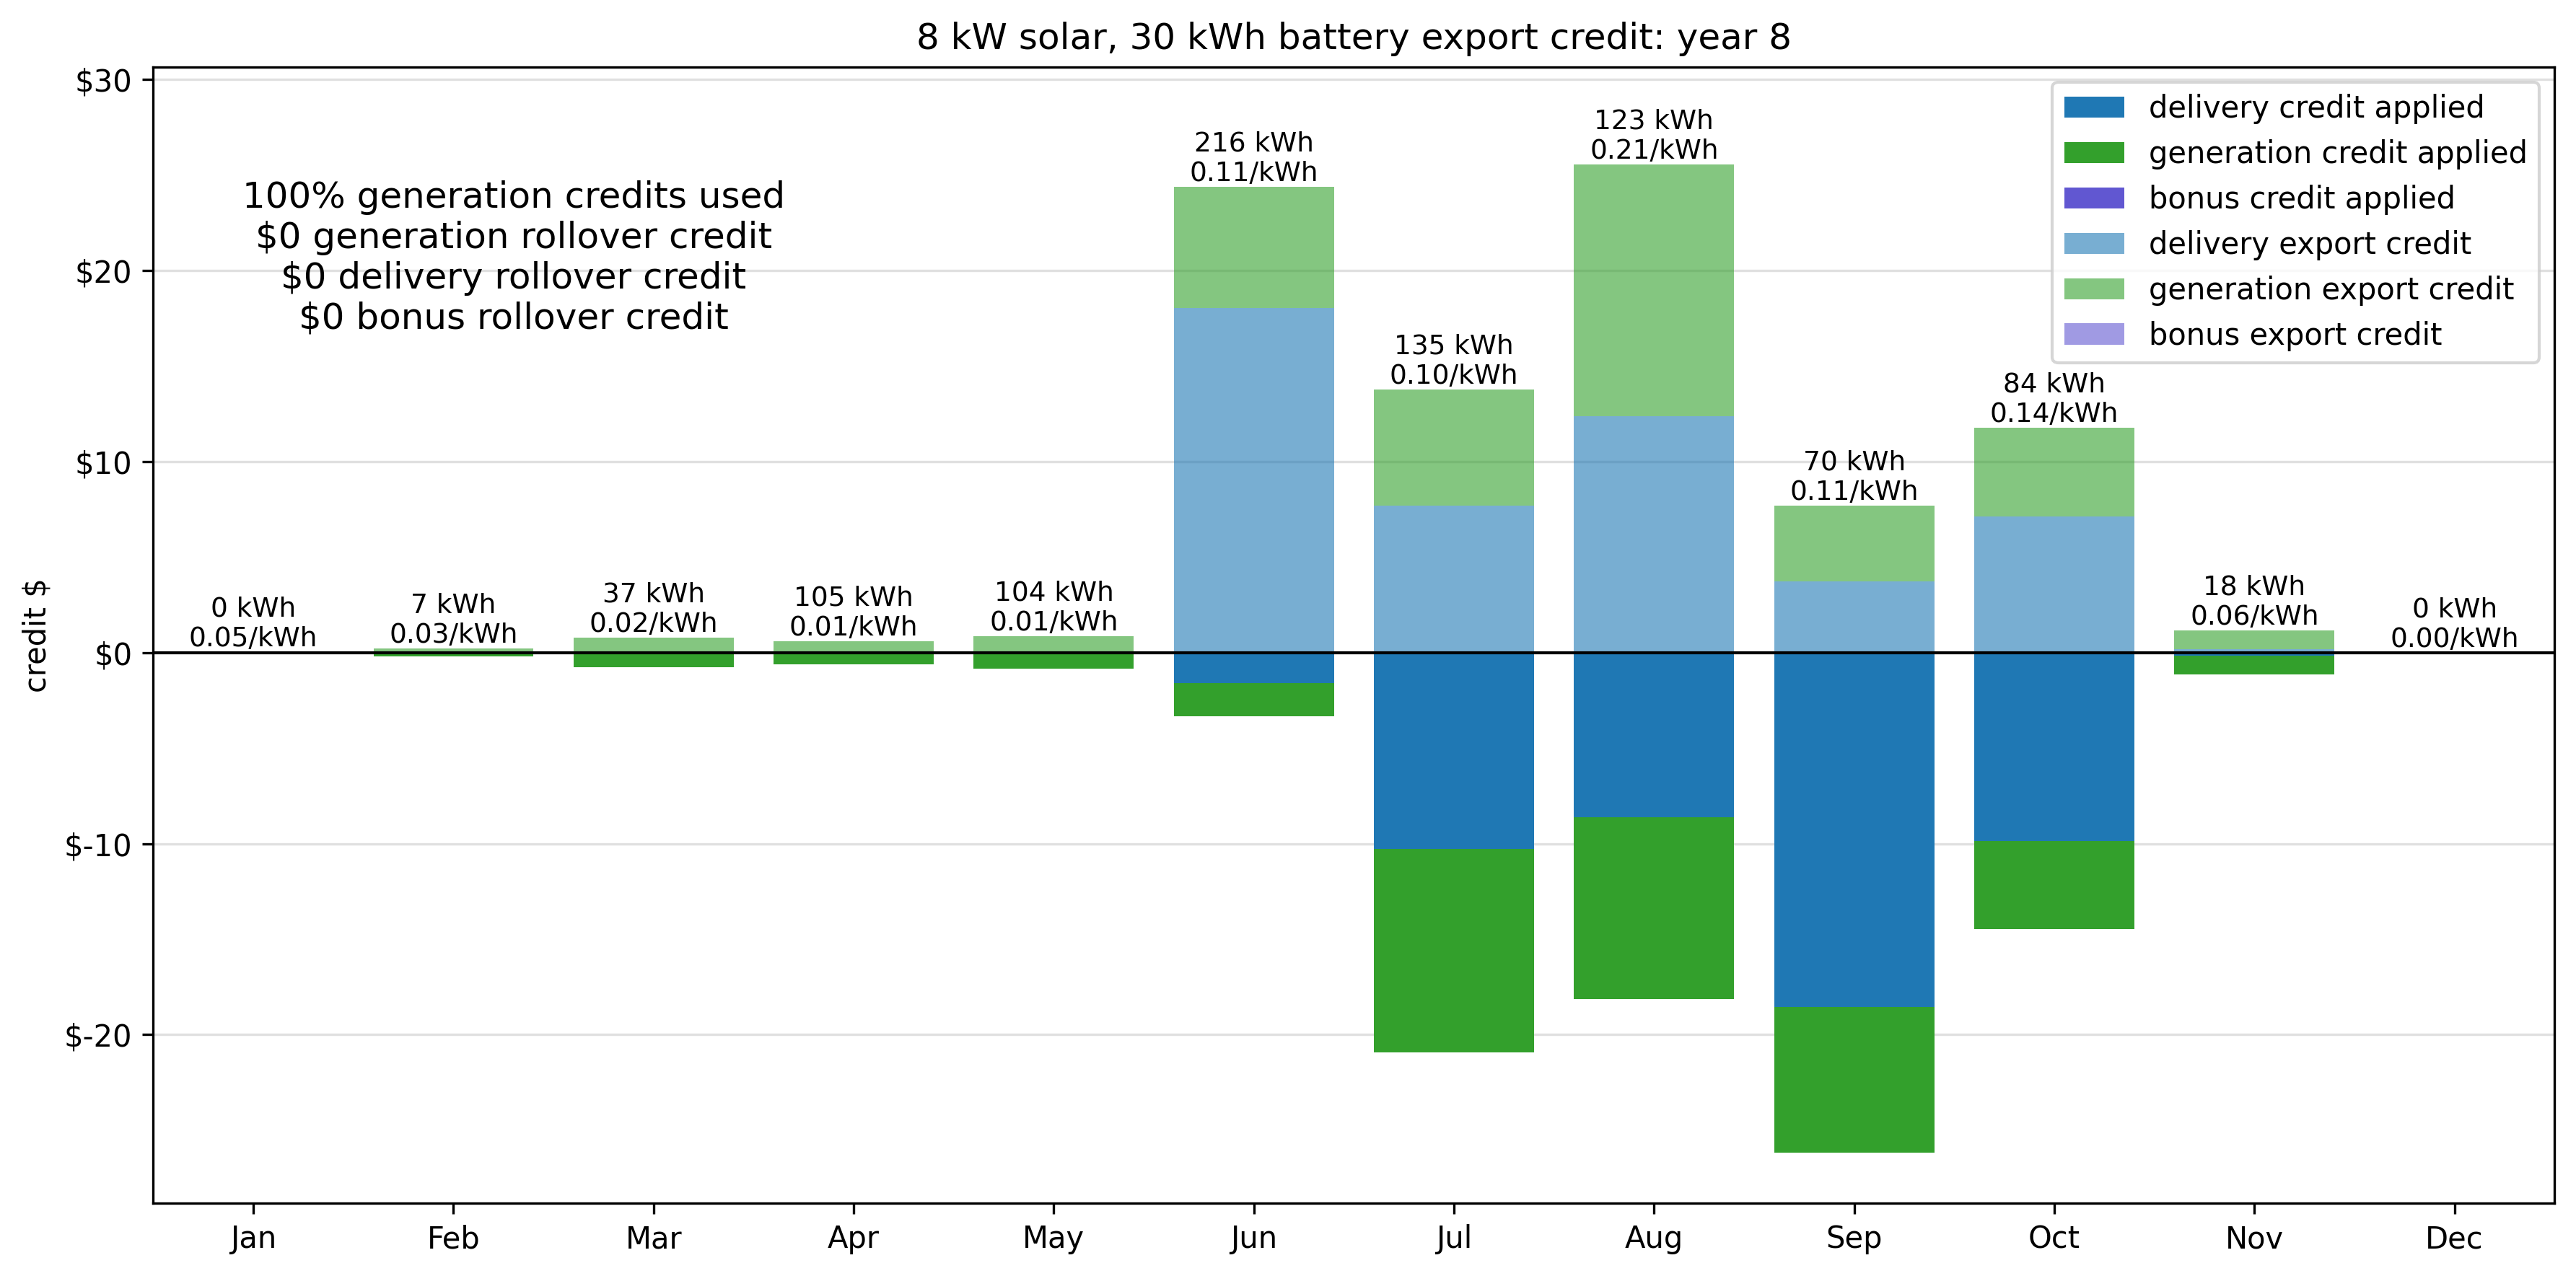 8 kW solar, 30 kWh battery export credit: year 8
credit $
$30
$20
$10
$0
$-10
$-20
100% generation credits used
$0 generation rollover credit
$0 delivery rollover credit
$0 bonus rollover credit
delivery credit applied
generation credit applied
bonus credit applied
delivery export credit
generation export credit
bonus export credit
0 kWh
0.05/kWh
7 kWh
0.03/kWh
37 kWh
0.02/kWh
105 kWh
0.01/kWh
104 kWh
0.01/kWh
216 kWh
0.11/kWh
135 kWh
0.10/kWh
123 kWh
0.21/kWh
70 kWh
0.11/kWh
84 kWh
0.14/kWh
18 kWh
0.06/kWh
0 kWh
0.00/kWh
Jan
Feb
Mar
Apr
May
Jun
Jul
Aug
Sep
Oct
Nov
Dec